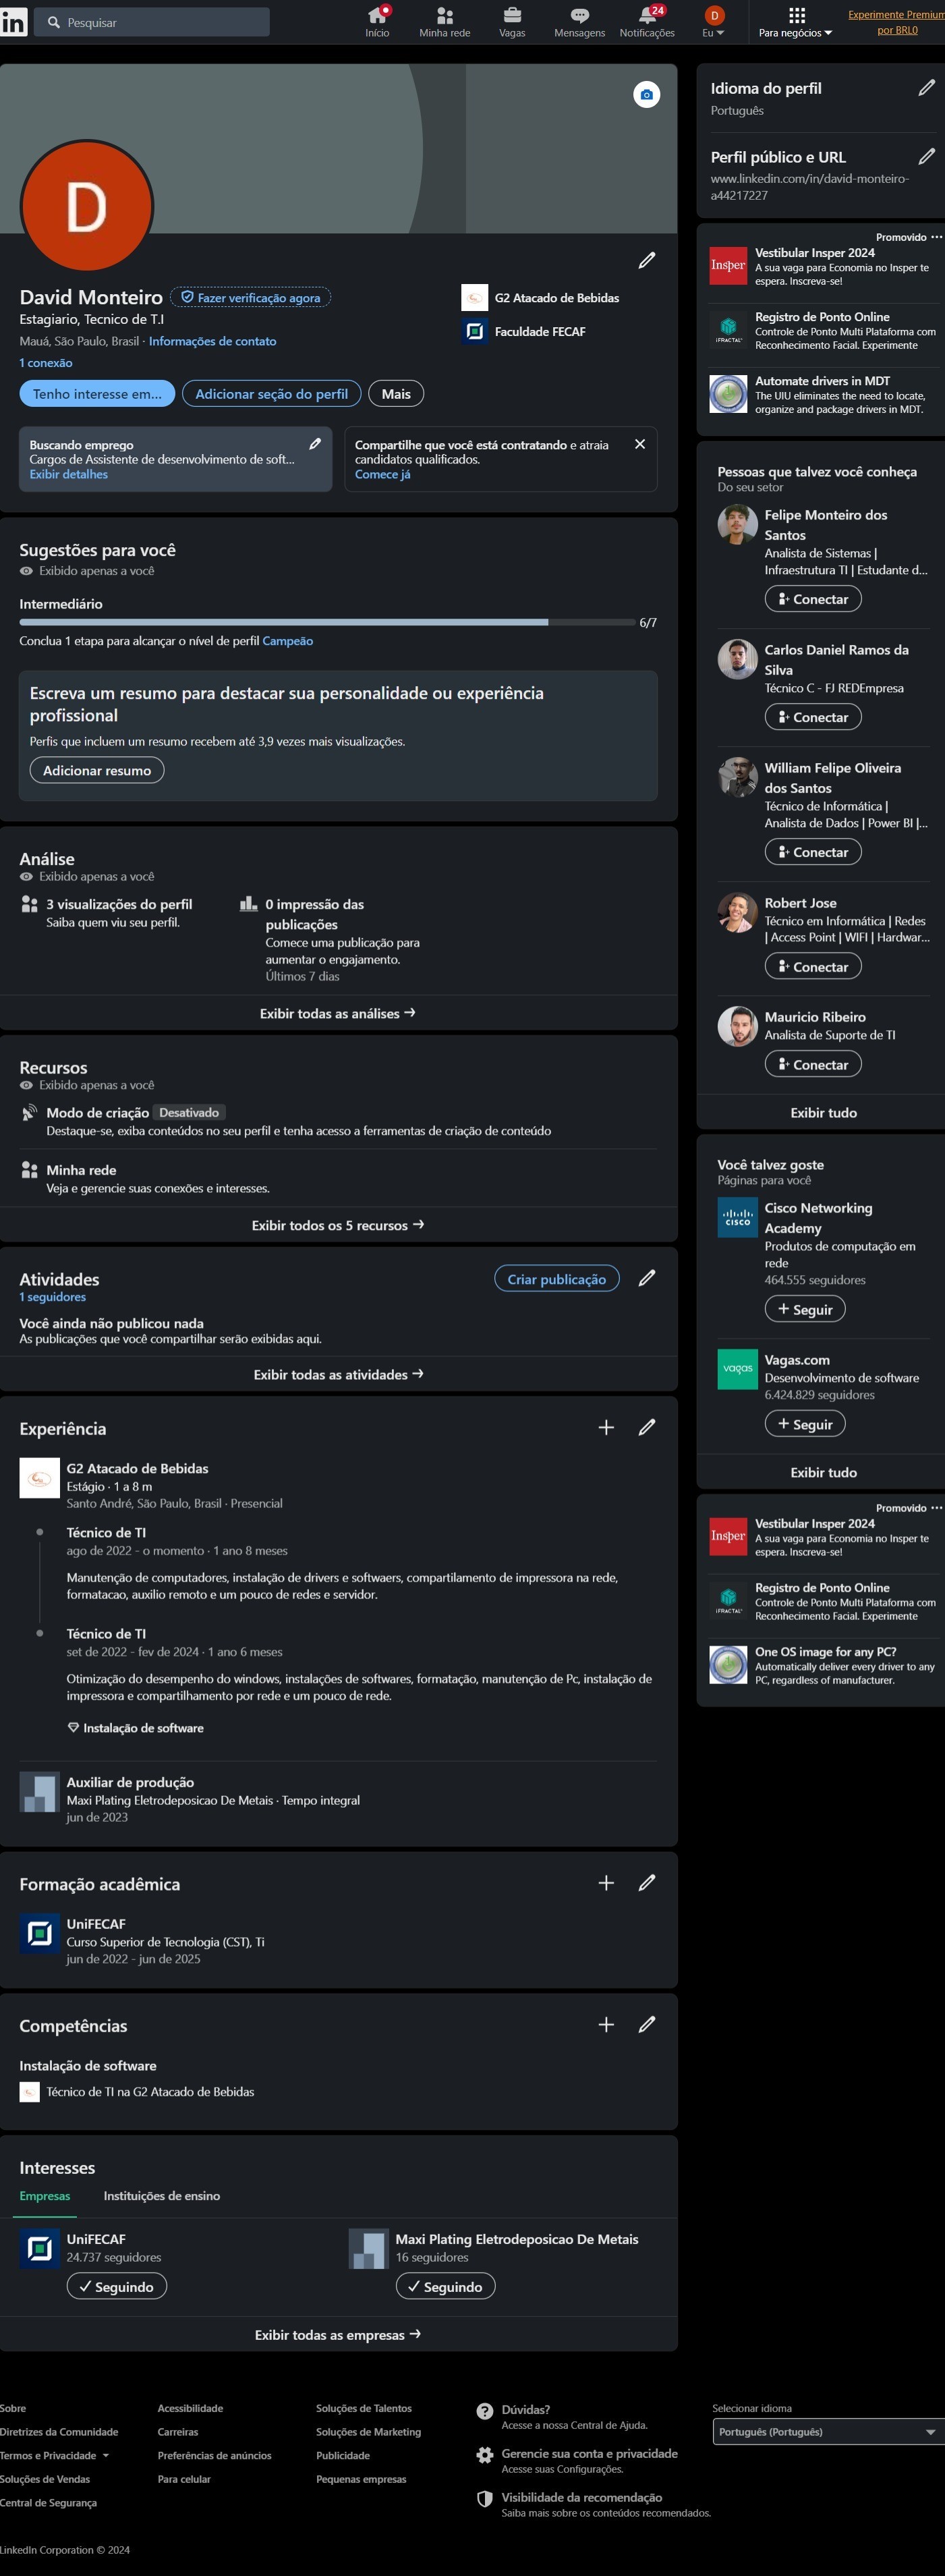 in
Pesquisar
Início
Minha rede
Vagas
Mensagens
24
Notificações
D
Eu
Para negócios
Experimente Premium
por BRL0
D
David Monteiro
Fazer verificação agora
Estagiario, Tecnico de T.I
Mauá, São Paulo, Brasil · Informações de contato
1 conexão
G2 Atacado de Bebidas
Faculdade FECAF
Tenho interesse em...
Adicionar seção do perfil
Mais
Buscando emprego
Cargos de Assistente de desenvolvimento de soft...
Exibir detalhes
Compartilhe que você está contratando e atraia
candidatos qualificados.
Comece já
Sugestões para você
Exibido apenas a você
Intermediário
6/7
Conclua 1 etapa para alcançar o nível de perfil Campeão
Escreva um resumo para destacar sua personalidade ou experiência
profissional
Perfis que incluem um resumo recebem até 3,9 vezes mais visualizações.
Adicionar resumo
Análise
Exibido apenas a você
3 visualizações do perfil
Saiba quem viu seu perfil.
0 impressão das
publicações
Comece uma publicação para
aumentar o engajamento.
Últimos 7 dias
Exibir todas as análises →
Recursos
Exibido apenas a você
Modo de criação Desativado
Destaque-se, exiba conteúdos no seu perfil e tenha acesso a ferramentas de criação de conteúdo
Minha rede
Veja e gerencie suas conexões e interesses.
Exibir todos os 5 recursos →
Atividades
1 seguidores
Criar publicação
Você ainda não publicou nada
As publicações que você compartilhar serão exibidas aqui.
Exibir todas as atividades →
Experiência
G2 Atacado de Bebidas
Estágio · 1 a 8 m
Santo André, São Paulo, Brasil · Presencial
Técnico de TI
ago de 2022 - o momento · 1 ano 8 meses
Manutenção de computadores, instalação de drivers e softwaers, compartilamento de impressora na rede,
formatacao, auxilio remoto e um pouco de redes e servidor.
Técnico de TI
set de 2022 - fev de 2024 · 1 ano 6 meses
Otimização do desempenho do windows, instalações de softwares, formatação, manutenção de Pc, instalação de
impressora e compartilhamento por rede e um pouco de rede.
Instalação de software
Auxiliar de produção
Maxi Plating Eletrodeposicao De Metais · Tempo integral
jun de 2023
Formação acadêmica
UniFECAF
Curso Superior de Tecnologia (CST), Ti
jun de 2022 - jun de 2025
Competências
Instalação de software
Técnico de TI na G2 Atacado de Bebidas
Interesses
Empresas
Instituições de ensino
UniFECAF
24.737 seguidores
Seguindo
Maxi Plating Eletrodeposicao De Metais
16 seguidores
Seguindo
Exibir todas as empresas →
Idioma do perfil
Português
Perfil público e URL
www.linkedin.com/in/david-monteiro-
a44217227
Promovido
Insper
Vestibular Insper 2024
A sua vaga para Economia no Insper te
espera. Inscreva-se!
iFRACTAL
Registro de Ponto Online
Controle de Ponto Multi Plataforma com
Reconhecimento Facial. Experimente
Automate drivers in MDT
The UIU eliminates the need to locate,
organize and package drivers in MDT.
Pessoas que talvez você conheça
Do seu setor
Felipe Monteiro dos
Santos
Analista de Sistemas |
Infraestrutura TI | Estudante d...
Conectar
Carlos Daniel Ramos da
Silva
Técnico C - FJ REDEmpresa
Conectar
William Felipe Oliveira
dos Santos
Técnico de Informática |
Analista de Dados | Power BI |...
Conectar
Robert Jose
Técnico em Informática | Redes
| Access Point | WIFI | Hardwar...
Conectar
Mauricio Ribeiro
Analista de Suporte de TI
Conectar
Exibir tudo
Você talvez goste
Páginas para você
CISCO
Cisco Networking
Academy
Produtos de computação em
rede
464.555 seguidores
+ Seguir
vagas
Vagas.com
Desenvolvimento de software
6.424.829 seguidores
+ Seguir
Exibir tudo
Promovido
Insper
Vestibular Insper 2024
A sua vaga para Economia no Insper te
espera. Inscreva-se!
iFRACTAL
Registro de Ponto Online
Controle de Ponto Multi Plataforma com
Reconhecimento Facial. Experimente
One OS image for any PC?
Automatically deliver every driver to any
PC, regardless of manufacturer.
Sobre
Diretrizes da Comunidade
Termos e Privacidade
Soluções de Vendas
Central de Segurança
Acessibilidade
Carreiras
Preferências de anúncios
Para celular
Soluções de Talentos
Soluções de Marketing
Publicidade
Pequenas empresas
Dúvidas?
Acesse a nossa Central de Ajuda.
Gerencie sua conta e privacidade
Acesse suas Configurações.
Visibilidade da recomendação
Saiba mais sobre os conteúdos recomendados.
Selecionar idioma
Português (Português)
LinkedIn Corporation © 2024